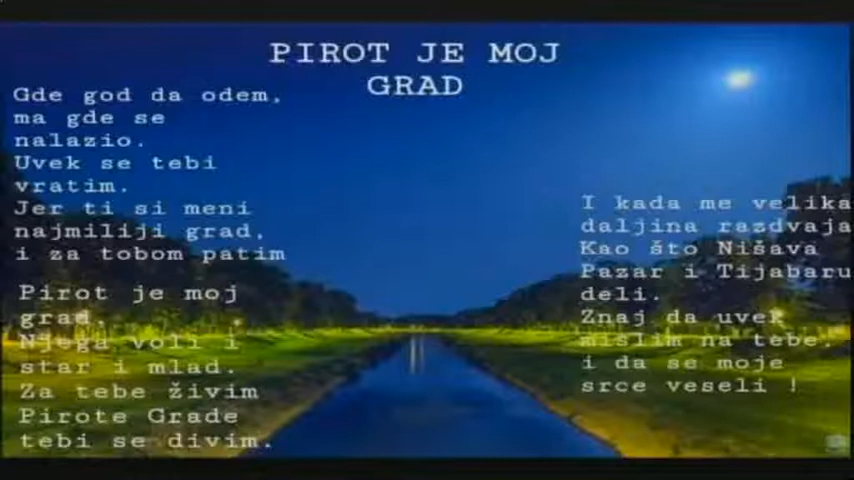 PIROT JE MOJ
GRAD
Gde god da odem,
ma gde se
nalazio.
Uvek se tebi
vratim.
Jer ti si meni
najmiliji grad,
i za tobom patim
Pirot je moj
grad.
Njega voli i
star i mlad.
Za tebe živim
Pirote Grade
tebi se divim.
I kada me velika
daljina razdvaja
Kao što Nišava
Pazar i Tijabaru
deli.
Znaj da uvek
mislim na tebe,
i da se moje
srce veseli !